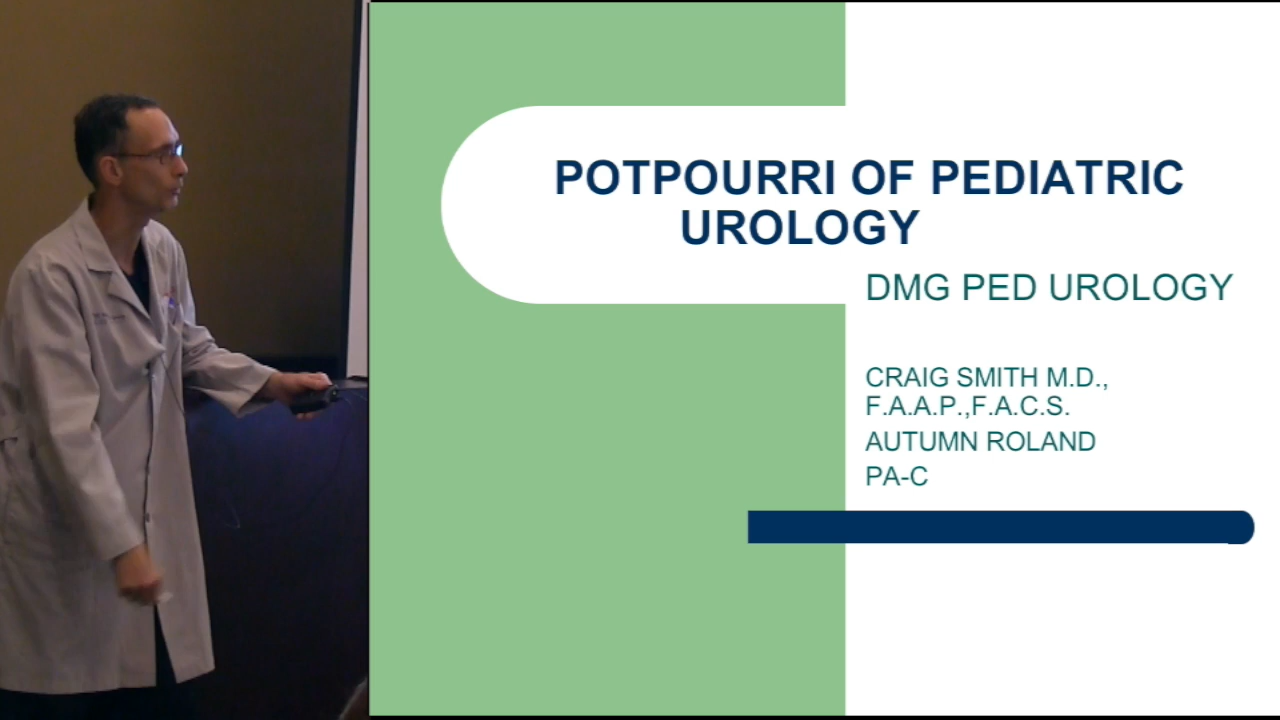 POTPOURRI OF PEDIATRIC
UROLOGY
DMG PED UROLOGY
CRAIG SMITH M.D.,
F.A.A.P.,F.A.C.S.
AUTUMN ROLAND
PA-C